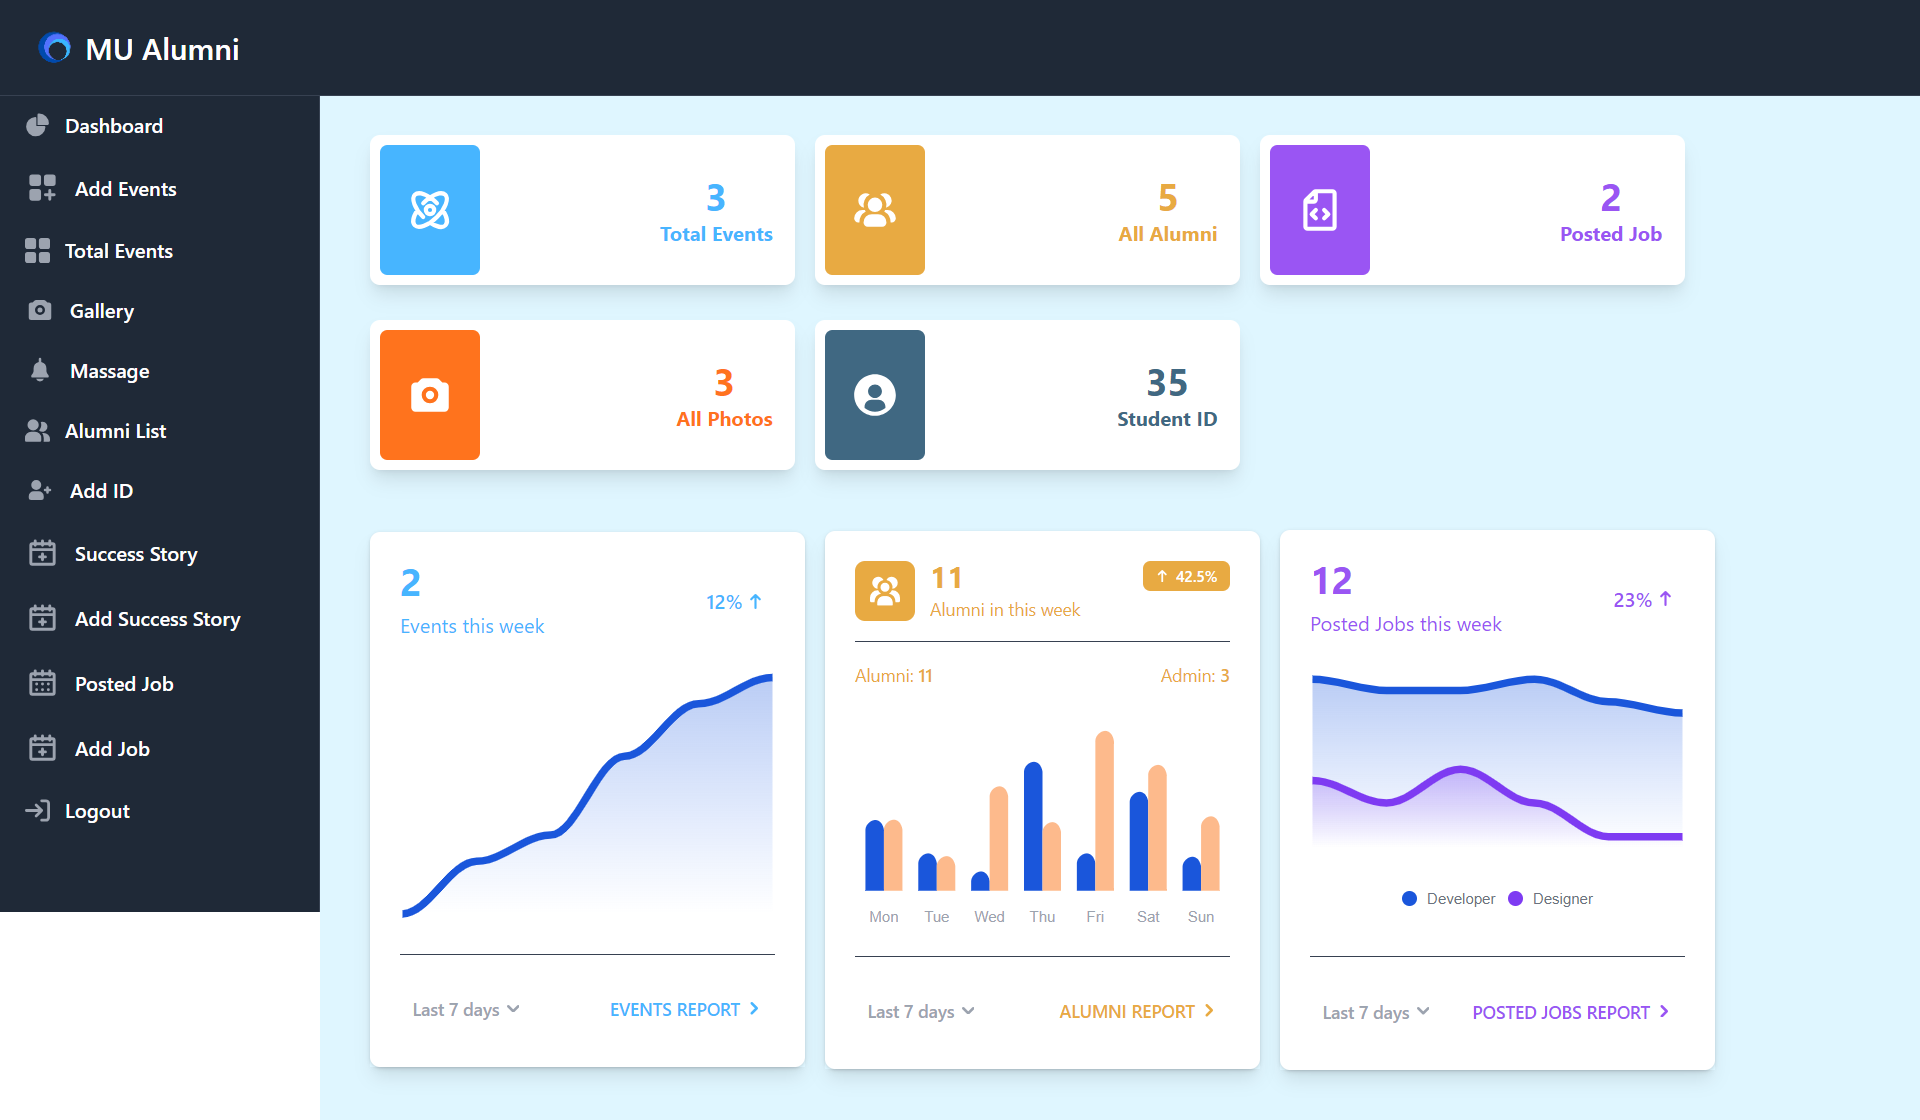 MU Alumni
Dashboard
Add Events
Total Events
Gallery
Massage
Alumni List
Add ID
Success Story
Add Success Story
Posted Job
Add Job
Logout
3
Total Events
5
All Alumni
2
Posted Job
3
All Photos
35
Student ID
2
Events this week
12%
Last 7 days
EVENTS REPORT
11
Alumni in this week
42.5%
Alumni: 11
Admin: 3
Mon Tue Wed Thu Fri Sat Sun
Last 7 days
ALUMNI REPORT
12
Posted Jobs this week
23%
Developer Designer
Last 7 days
POSTED JOBS REPORT